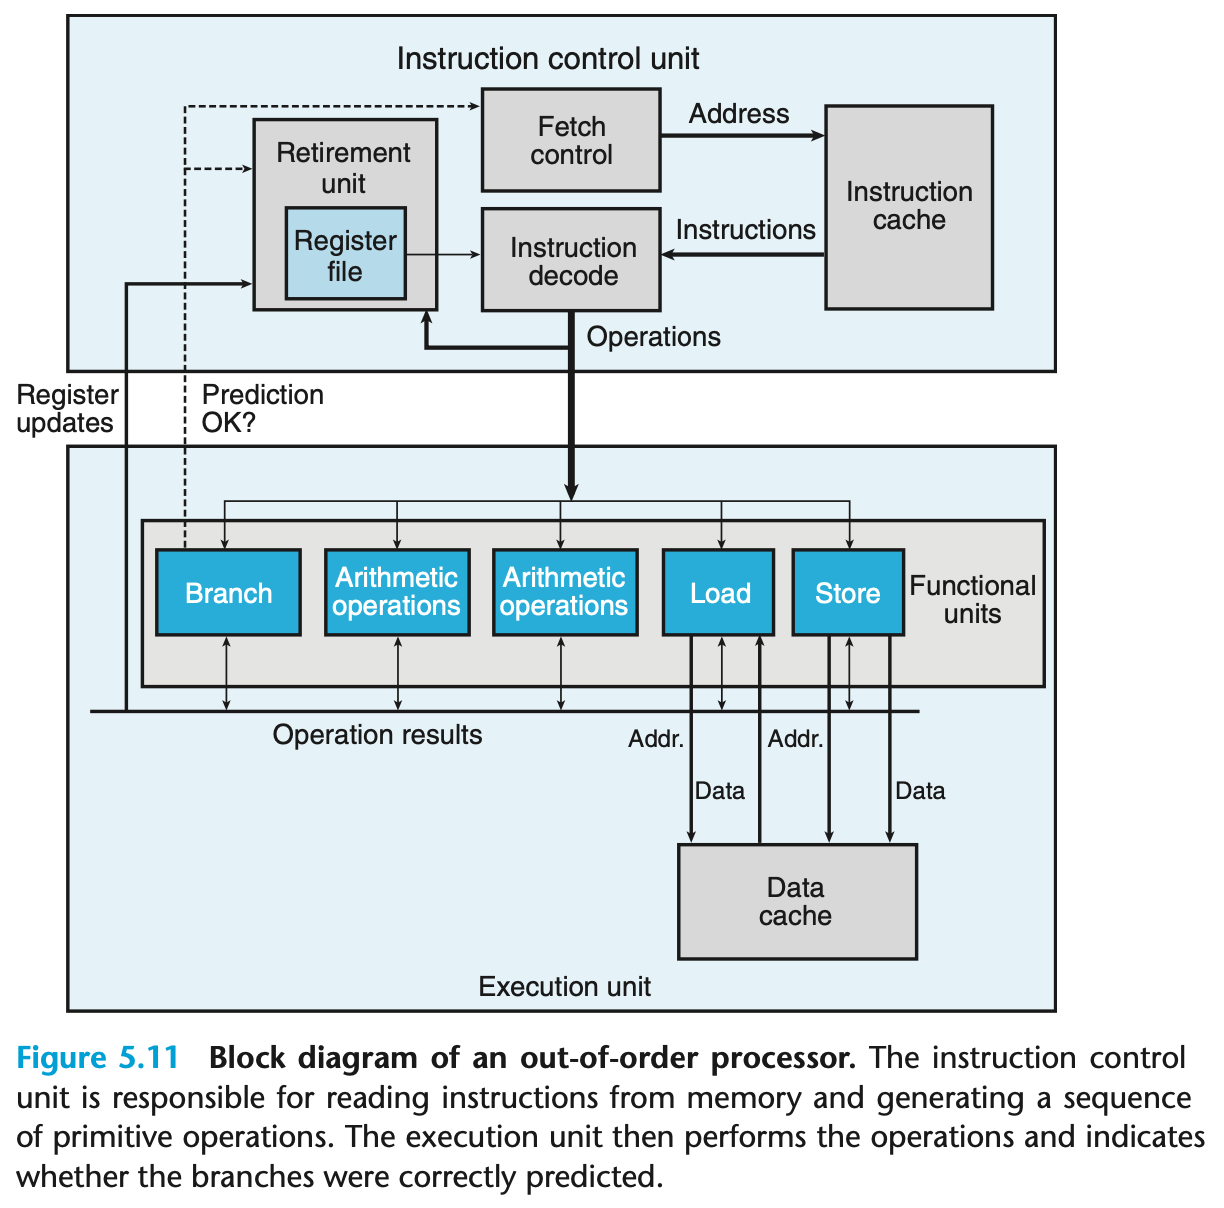 Instruction control unit
Fetch
control
Address
Retirement
unit
Instruction
cache
Register
file
Instruction
decode
Instructions
Operations
Register
updates
Prediction
OK?
Branch
Arithmetic
operations
Arithmetic
operations
Load
Store
Functional
units
Operation results
Addr.
Addr.
Data
Data
Data
cache
Execution unit
Figure 5.11 Block diagram of an out-of-order processor. The instruction control
unit is responsible for reading instructions from memory and generating a sequence
of primitive operations. The execution unit then performs the operations and indicates
whether the branches were correctly predicted.